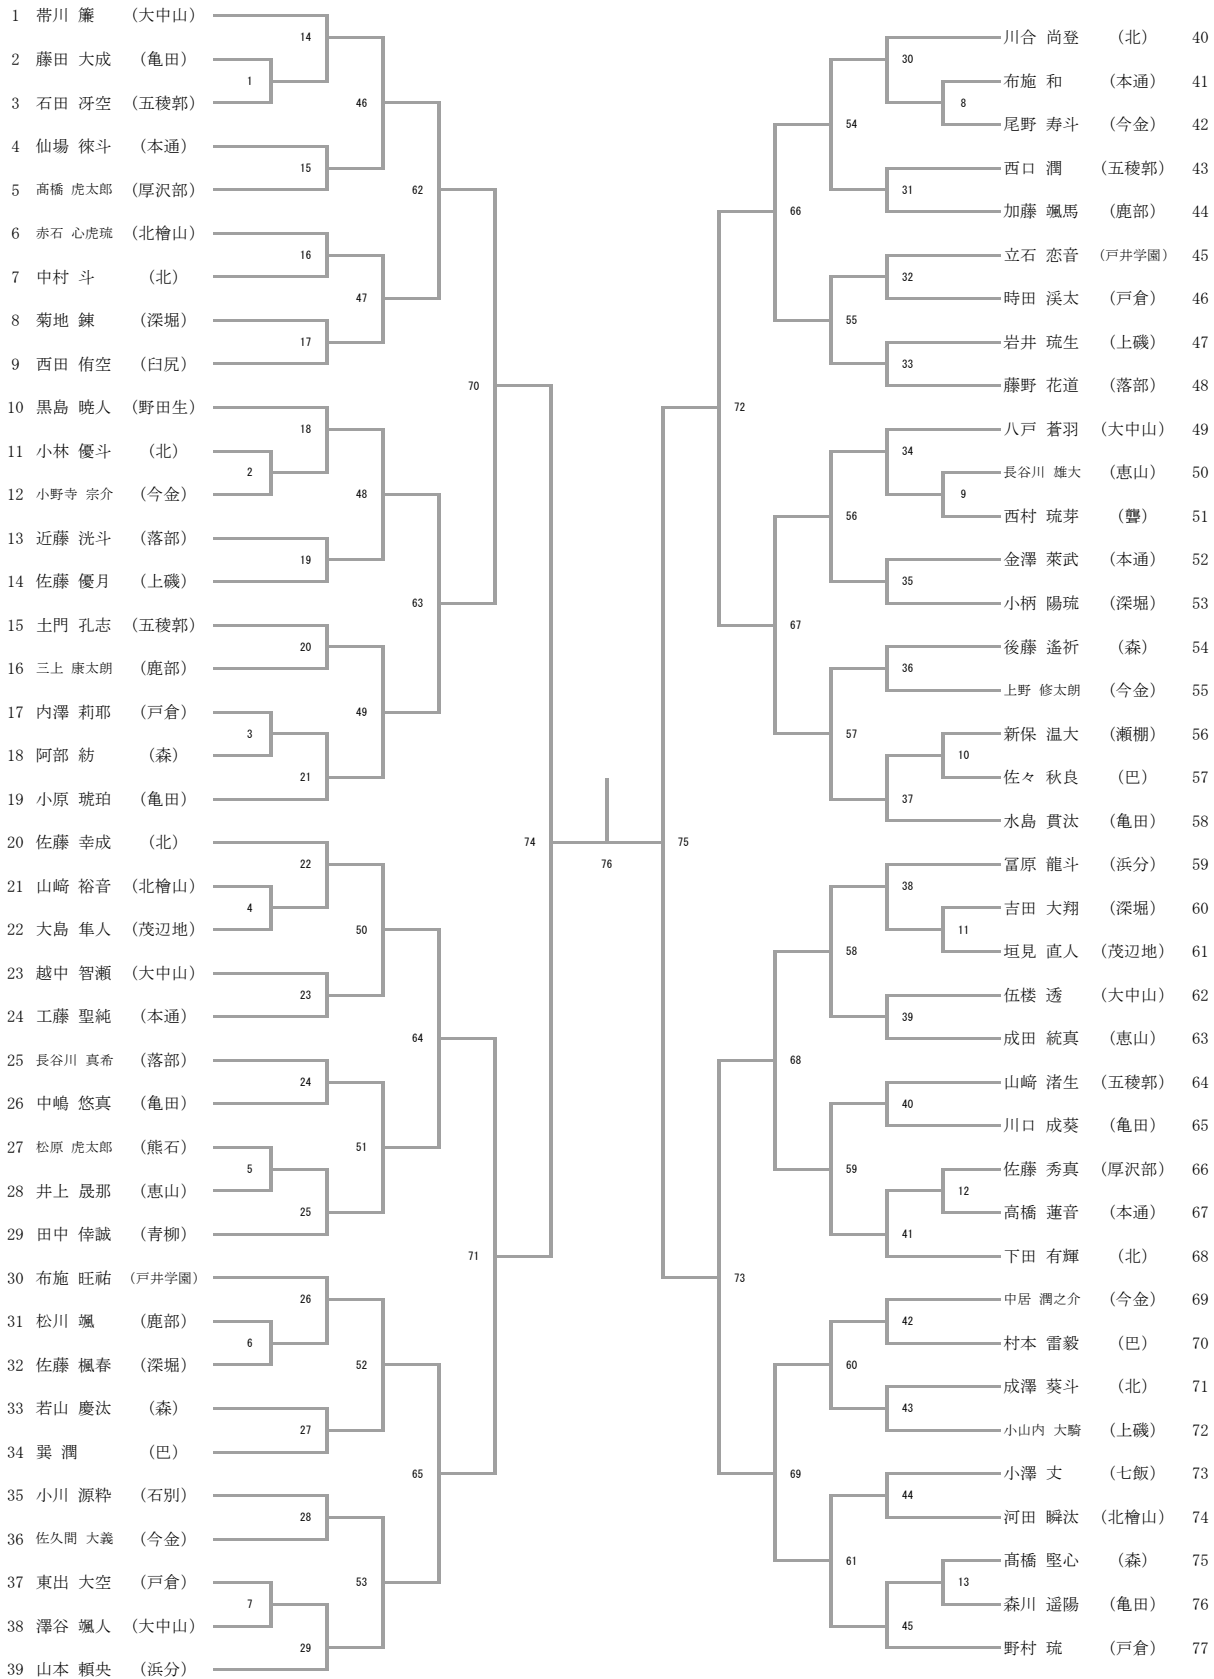 1 帯川 簾 (大中山)
2 藤田 大成 (亀田)
3 石田 冴空 (五稜郭)
4 仙場 徠斗 (本通)
5 髙橋 虎太郎 (厚沢部)
6 赤石 心虎琉 (北檜山)
7 中村 斗 (北)
8 菊地 錬 (深堀)
9 西田 侑空 (臼尻)
10 黒島 暁人 (野田生)
11 小林 優斗 (北)
12 小野寺 宗介 (今金)
13 近藤 洸斗 (落部)
14 佐藤 優月 (上磯)
15 土門 孔志 (五稜郭)
16 三上 康太朗 (鹿部)
17 内澤 莉耶 (戸倉)
18 阿部 紡 (森)
19 小原 琥珀 (亀田)
20 佐藤 幸成 (北)
21 山﨑 裕音 (北檜山)
22 大島 隼人 (茂辺地)
23 越中 智瀬 (大中山)
24 工藤 聖純 (本通)
25 長谷川 真希 (落部)
26 中嶋 悠真 (亀田)
27 松原 虎太郎 (熊石)
28 井上 晟那 (恵山)
29 田中 倖誠 (青柳)
30 布施 旺祐 (戸井学園)
31 松川 颯 (鹿部)
32 佐藤 楓春 (深堀)
33 若山 慶汰 (森)
34 巽 潤 (巴)
35 小川 源粋 (石別)
36 佐久間 大義 (今金)
37 東出 大空 (戸倉)
38 澤谷 颯人 (大中山)
39 山本 頼央 (浜分)
1
2
3
4
5
6
7
14
15
16
17
18
19
20
21
22
23
24
25
26
27
28
29
46
47
48
49
50
51
52
53
62
63
64
65
70
71
74
76
75
72
73
66
67
68
69
54
55
56
57
58
59
60
61
30
31
32
33
34
35
36
37
38
39
40
41
42
43
44
45
8
9
10
11
12
13
川合 尚登 (北) 40
布施 和 (本通) 41
尾野 寿斗 (今金) 42
西口 潤 (五稜郭) 43
加藤 颯馬 (鹿部) 44
立石 恋音 (戸井学園) 45
時田 渓太 (戸倉) 46
岩井 琉生 (上磯) 47
藤野 花道 (落部) 48
八戸 蒼羽 (大中山) 49
長谷川 雄大 (恵山) 50
西村 琉芽 (聾) 51
金澤 萊武 (本通) 52
小柄 陽琉 (深堀) 53
後藤 遙祈 (森) 54
上野 修太朗 (今金) 55
新保 温大 (瀬棚) 56
佐々 秋良 (巴) 57
水島 貫汰 (亀田) 58
冨原 龍斗 (浜分) 59
吉田 大翔 (深堀) 60
垣見 直人 (茂辺地) 61
伍楼 透 (大中山) 62
成田 統真 (恵山) 63
山﨑 渚生 (五稜郭) 64
川口 成葵 (亀田) 65
佐藤 秀真 (厚沢部) 66
高橋 蓮音 (本通) 67
下田 有輝 (北) 68
中居 潤之介 (今金) 69
村本 雷毅 (巴) 70
成澤 葵斗 (北) 71
小山内 大騎 (上磯) 72
小澤 丈 (七飯) 73
河田 瞬汰 (北檜山) 74
髙橋 堅心 (森) 75
森川 遥陽 (亀田) 76
野村 琉 (戸倉) 77